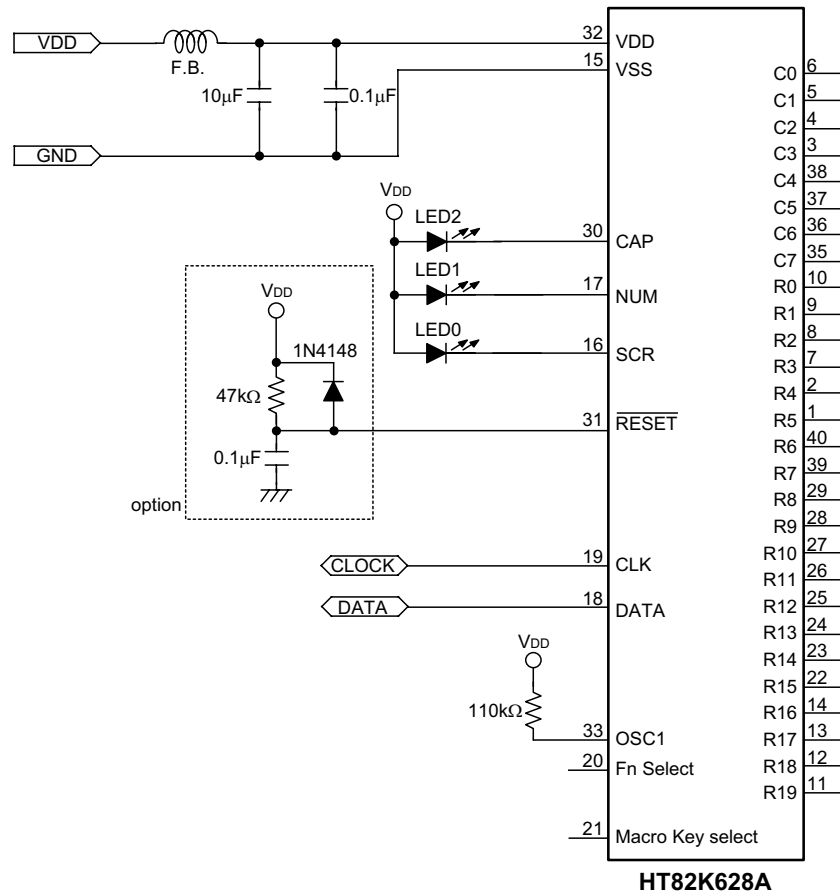 VDD
F.B.
10μF
0.1μF
GND
32
VDD
15
VSS
VDD
LED2
30
CAP
LED1
17
NUM
LED0
16
SCR
VDD
1N4148
47kΩ
31
RESET
0.1μF
option
CLOCK
19
CLK
DATA
18
DATA
VDD
110kΩ
33
OSC1
20
Fn Select
21
Macro Key select
C0 6
C1 5
C2 4
C3 3
C4 38
C5 37
C6 36
C7 35
R0 10
R1 9
R2 8
R3 7
R4 2
R5 1
R6 40
R7 39
R8 29
R9 28
R10 27
R11 26
R12 25
R13 24
R14 23
R15 22
R16 14
R17 13
R18 12
R19 11
HT82K628A